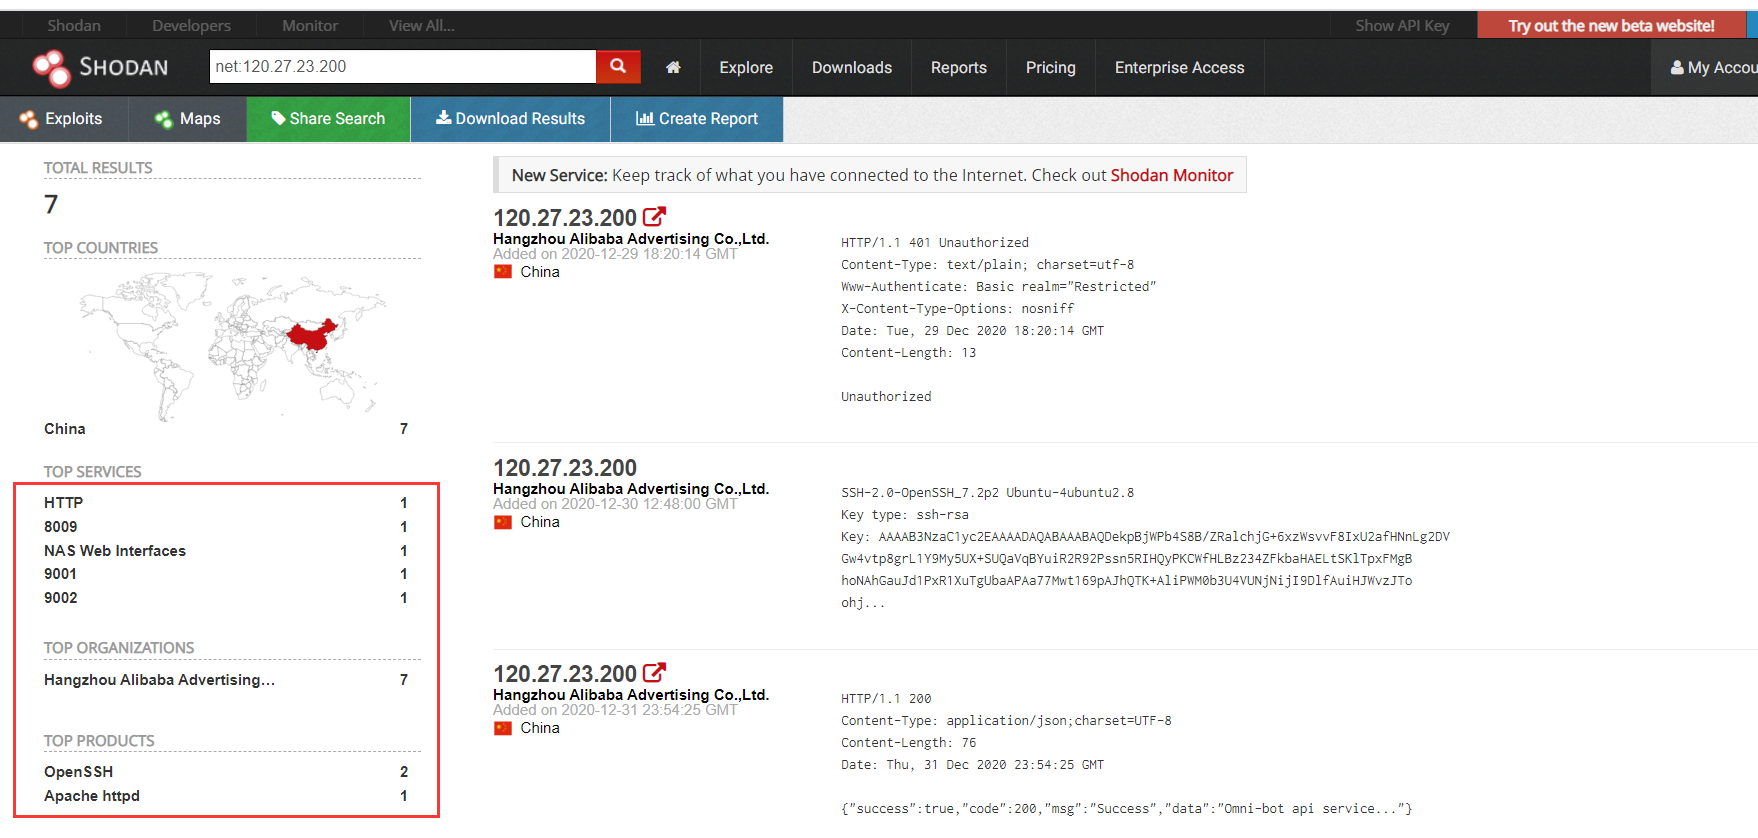 Shodan Developers Monitor View All... Show API Key Try out the new beta website!
SHODAN net:120.27.23.200 Explore Downloads Reports Pricing Enterprise Access My Accou
Exploits Maps Share Search Download Results Create Report
TOTAL RESULTS
7
TOP COUNTRIES
China 7
TOP SERVICES
HTTP 1
8009 1
NAS Web Interfaces 1
9001 1
9002 1
TOP ORGANIZATIONS
Hangzhou Alibaba Advertising... 7
TOP PRODUCTS
OpenSSH 2
Apache httpd 1
New Service: Keep track of what you have connected to the Internet. Check out Shodan Monitor
120.27.23.200
Hangzhou Alibaba Advertising Co.,Ltd.
Added on 2020-12-29 18:20:14 GMT
China
HTTP/1.1 401 Unauthorized
Content-Type: text/plain; charset=utf-8
Www-Authenticate: Basic realm="Restricted"
X-Content-Type-Options: nosniff
Date: Tue, 29 Dec 2020 18:20:14 GMT
Content-Length: 13
Unauthorized
120.27.23.200
Hangzhou Alibaba Advertising Co.,Ltd.
Added on 2020-12-30 12:48:00 GMT
China
SSH-2.0-OpenSSH_7.2p2 Ubuntu-4ubuntu2.8
Key type: ssh-rsa
Key: AAAAB3NzaC1yc2EAAAADAQABAAABAQDekpBjWPb4S8B/ZRalchjG+6xzWsvvF8IxU2afHNnLg2DV
Gw4vtp8grL1Y9My5UX+SUQaVqBYuiR2R92Pssn5RIHQyPKCWfHLBz234ZFkbaHAELtSKlTpxFMgB
hoNAhGauJd1PxR1XuTgUbaAPAa77Mwt169pAJhQTK+AliPWM0b3U4VUNjNijI9DlfAuiHJWvzJTo
ohj...
120.27.23.200
Hangzhou Alibaba Advertising Co.,Ltd.
Added on 2020-12-31 23:54:25 GMT
China
HTTP/1.1 200
Content-Type: application/json;charset=UTF-8
Content-Length: 76
Date: Thu, 31 Dec 2020 23:54:25 GMT
{"success":true,"code":200,"msg":"Success","data":"Omni-bot api service..."}